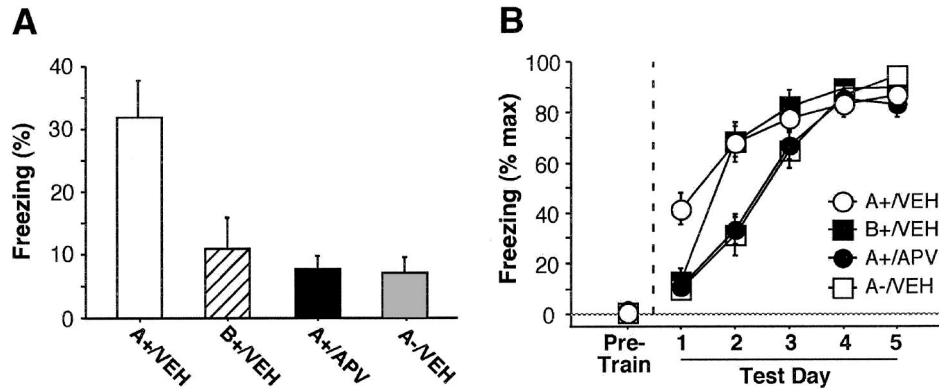 A
Freezing (%)
40
30
20
10
0
A+/VEH
B+/VEH
A+/APV
A-/VEH
B
Freezing (% max)
100
80
60
40
20
0
A+/VEH
B+/VEH
A+/APV
A-/VEH
Pre-
Train
1 2 3 4 5
Test Day